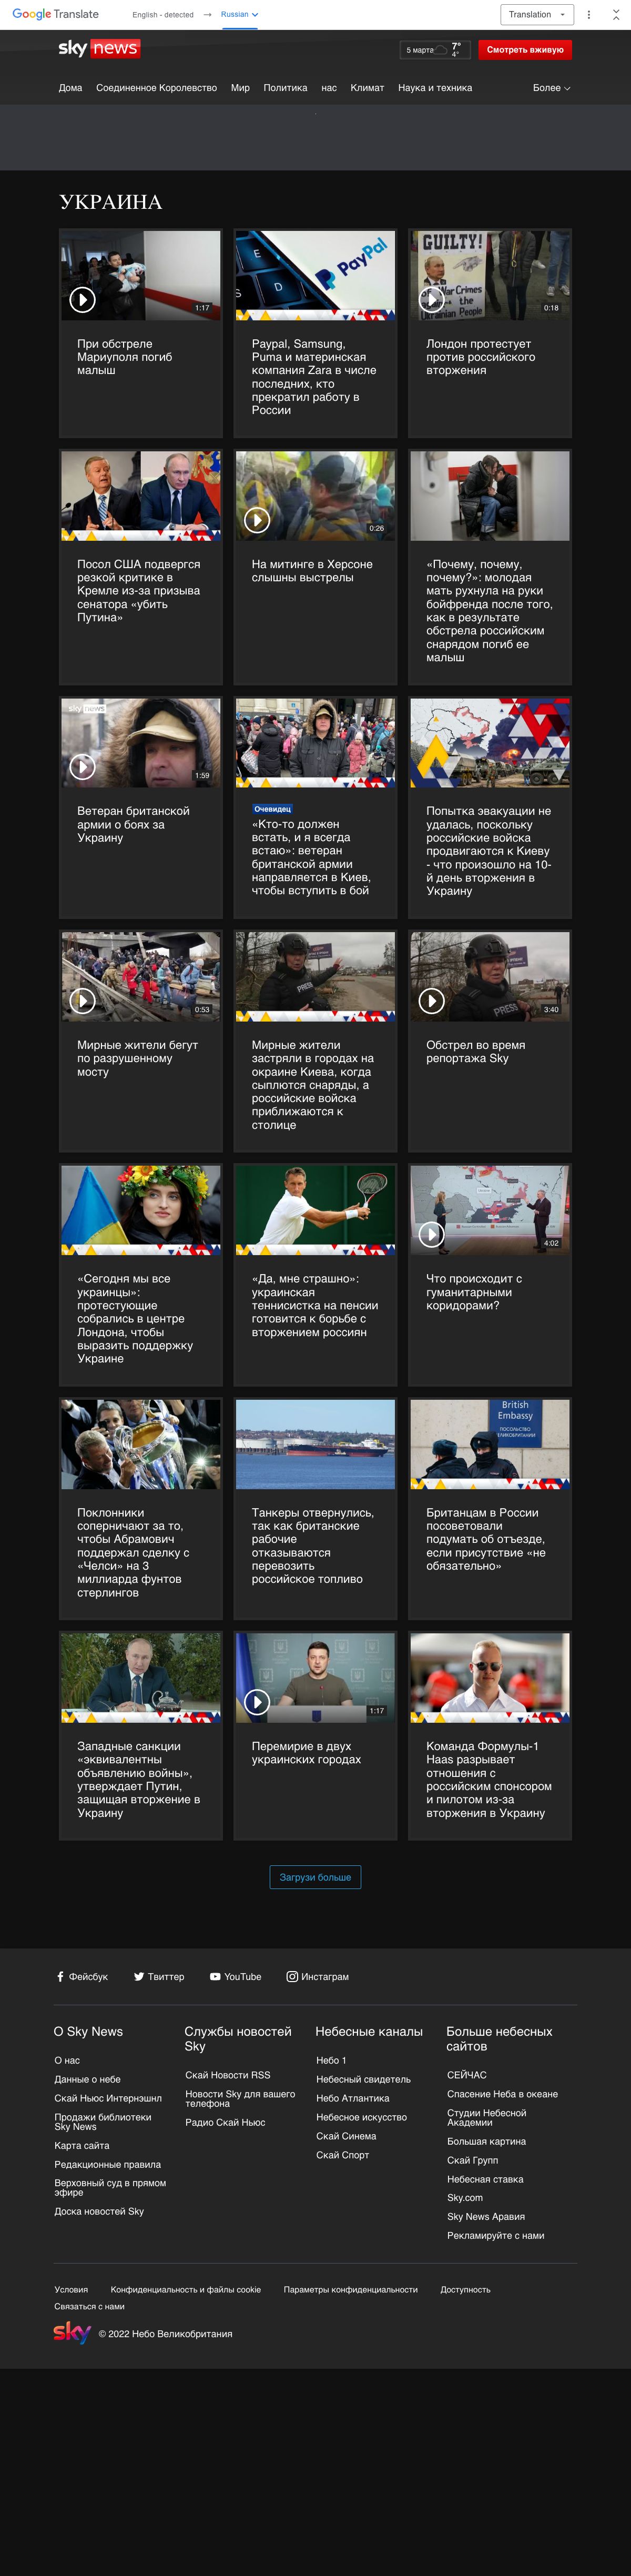 Google Translate
English - detected → Russian
Translation
sky news
5 марта
7°
4°
Смотреть вживую
Дома Соединенное Королевство Мир Политика нас Климат Наука и техника Более
УКРАИНА
1:17
При обстреле
Мариуполя погиб
малыш
E
S
D
PayPal
Paypal, Samsung,
Puma и материнская
компания Zara в числе
последних, кто
прекратил работу в
России
GUILTY!
War Crimes
the
Ukrainian People
0:18
Лондон протестует
против российского
вторжения
Посол США подвергся
резкой критике в
Кремле из-за призыва
сенатора «убить
Путина»
0:26
На митинге в Херсоне
слышны выстрелы
«Почему, почему,
почему?»: молодая
мать рухнула на руки
бойфренда после того,
как в результате
обстрела российским
снарядом погиб ее
малыш
sky news
1:59
Ветеран британской
армии о боях за
Украину
Очевидец
«Кто-то должен
встать, и я всегда
встаю»: ветеран
британской армии
направляется в Киев,
чтобы вступить в бой
Попытка эвакуации не
удалась, поскольку
российские войска
продвигаются к Киеву
- что произошло на 10-
й день вторжения в
Украину
0:53
Мирные жители бегут
по разрушенному
мосту
PRESS
Мирные жители
застряли в городах на
окраине Киева, когда
сыплются снаряды, а
российские войска
приближаются к
столице
PRESS
3:40
Обстрел во время
репортажа Sky
«Сегодня мы все
украинцы»:
протестующие
собрались в центре
Лондона, чтобы
выразить поддержку
Украине
«Да, мне страшно»:
украинская
теннисистка на пенсии
готовится к борьбе с
вторжением россиян
4:02
Что происходит с
гуманитарными
коридорами?
Поклонники
соперничают за то,
чтобы Абрамович
поддержал сделку с
«Челси» на 3
миллиарда фунтов
стерлингов
Танкеры отвернулись,
так как британские
рабочие
отказываются
перевозить
российское топливо
British
Embassy
ПОСОЛЬСТВО
ВЕЛИКОБРИТАНИИ
Британцам в России
посоветовали
подумать об отъезде,
если присутствие «не
обязательно»
Западные санкции
«эквивалентны
объявлению войны»,
утверждает Путин,
защищая вторжение в
Украину
1:17
Перемирие в двух
украинских городах
Команда Формулы-1
Haas разрывает
отношения с
российским спонсором
и пилотом из-за
вторжения в Украину
Загрузи больше
Фейсбук Твиттер YouTube Инстаграм
О Sky News
О нас
Данные о небе
Скай Ньюс Интернэшнл
Продажи библиотеки
Sky News
Карта сайта
Редакционные правила
Верховный суд в прямом
эфире
Доска новостей Sky
Службы новостей
Sky
Скай Новости RSS
Новости Sky для вашего
телефона
Радио Скай Ньюс
Небесные каналы
Небо 1
Небесный свидетель
Небо Атлантика
Небесное искусство
Скай Синема
Скай Спорт
Больше небесных
сайтов
СЕЙЧАС
Спасение Неба в океане
Студии Небесной
Академии
Большая картина
Скай Групп
Небесная ставка
Sky.com
Sky News Аравия
Рекламируйте с нами
Условия Конфиденциальность и файлы cookie Параметры конфиденциальности Доступность
Связаться с нами
sky © 2022 Небо Великобритания